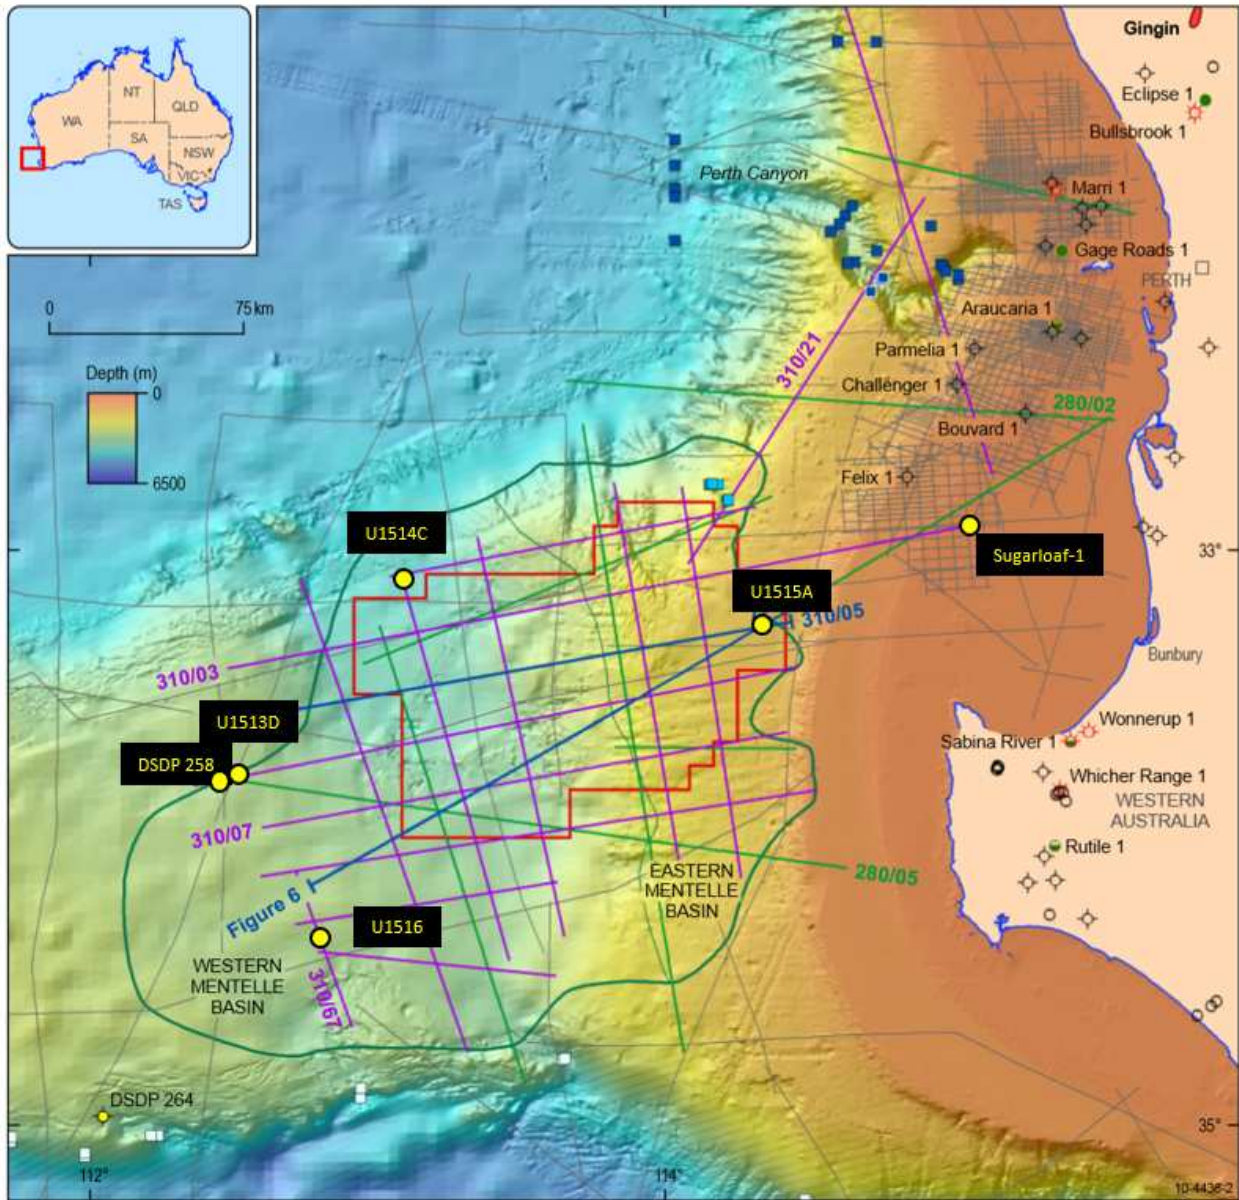 NT
QLD
WA
SA
NSW
VIC
TAS
Gingin
Eclipse 1
Bullsbrook 1
Perth Canyon
Marri 1
Gage Roads 1
PERTH
0
75 km
Araucaria 1
310/21
Parmelia 1
Depth (m)
0
6500
Challenger 1
280/02
Bouvard 1
Felix 1
U1514C
33°
Sugarloaf-1
U1515A
310/05
Bunbury
310/03
U1513D
Wonnerup 1
Sabina River 1
DSDP 258
Whicher Range 1
WESTERN
AUSTRALIA
310/07
Rutile 1
EASTERN
MENTELLE
BASIN
280/05
Figure 6
U1516
WESTERN
MENTELLE
BASIN
310/67
DSDP 264
35°
112°
114°
10-4436-2